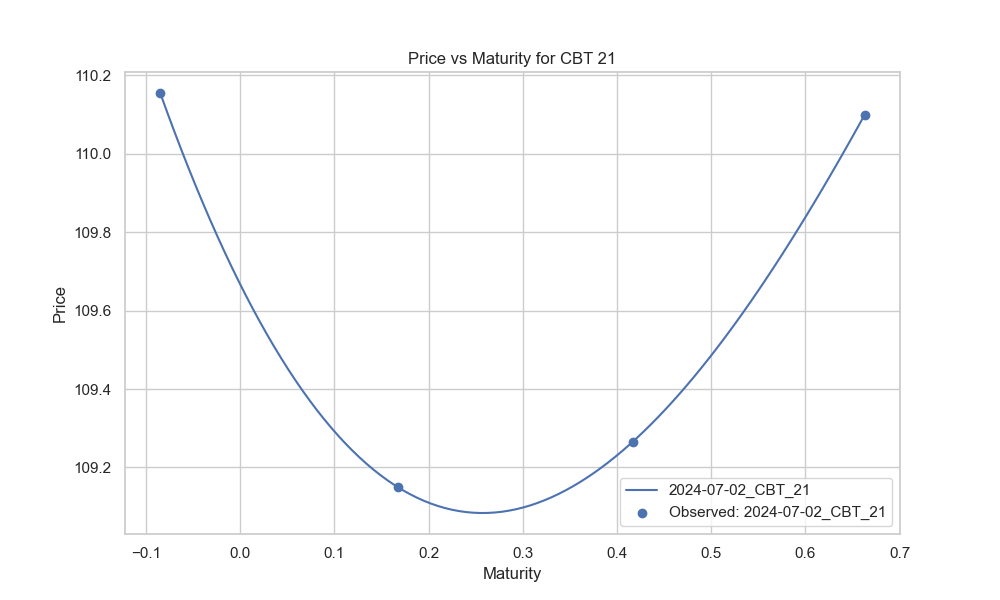 Price vs Maturity for CBT 21
110.2
110.0
109.8
109.6
109.4
109.2
Price
−0.1 0.0 0.1 0.2 0.3 0.4 0.5 0.6 0.7
Maturity
2024-07-02_CBT_21
Observed: 2024-07-02_CBT_21